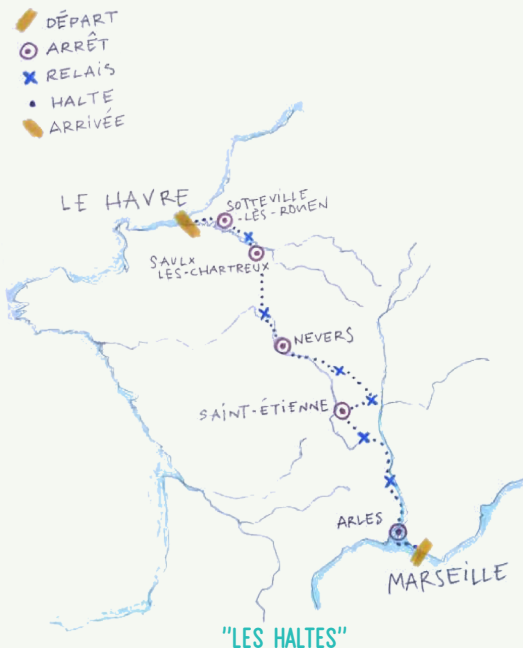 DÉPART
ARRÊT
RELAIS
HALTE
ARRIVÉE
LE HAVRE
SOTTEVILLE
-LÈS-ROUEN
SAULX
LES-CHARTREUX
NEVERS
SAINT-ÉTIENNE
ARLES
MARSEILLE
"LES HALTES"